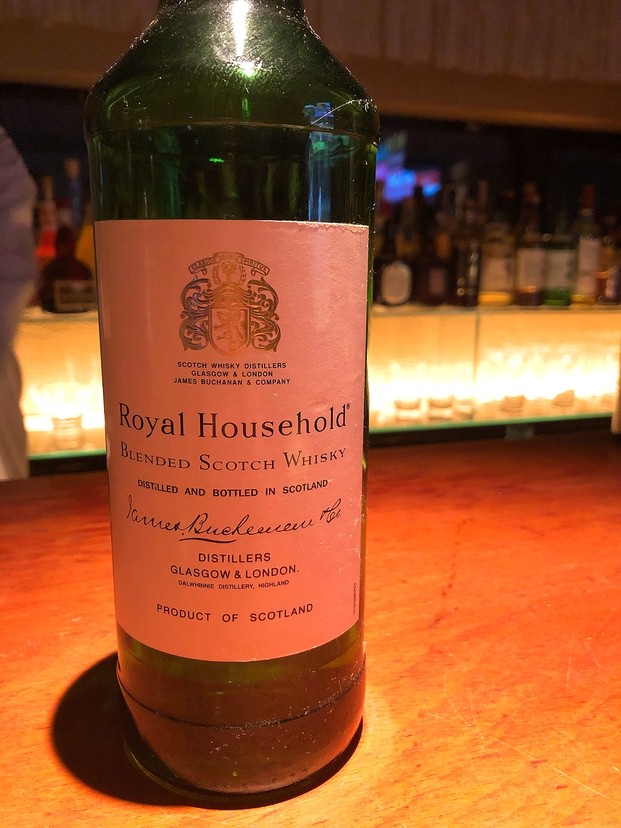 SCOTCH WHISKY DISTILLERS
GLASGOW & LONDON
JAMES BUCHANAN & COMPANY
Royal Household®
BLENDED SCOTCH WHISKY
DISTILLED AND BOTTLED IN SCOTLAND
James Buchanan & Co.
DISTILLERS
GLASGOW & LONDON.
DALWHINNIE DISTILLERY, HIGHLAND
PRODUCT OF SCOTLAND